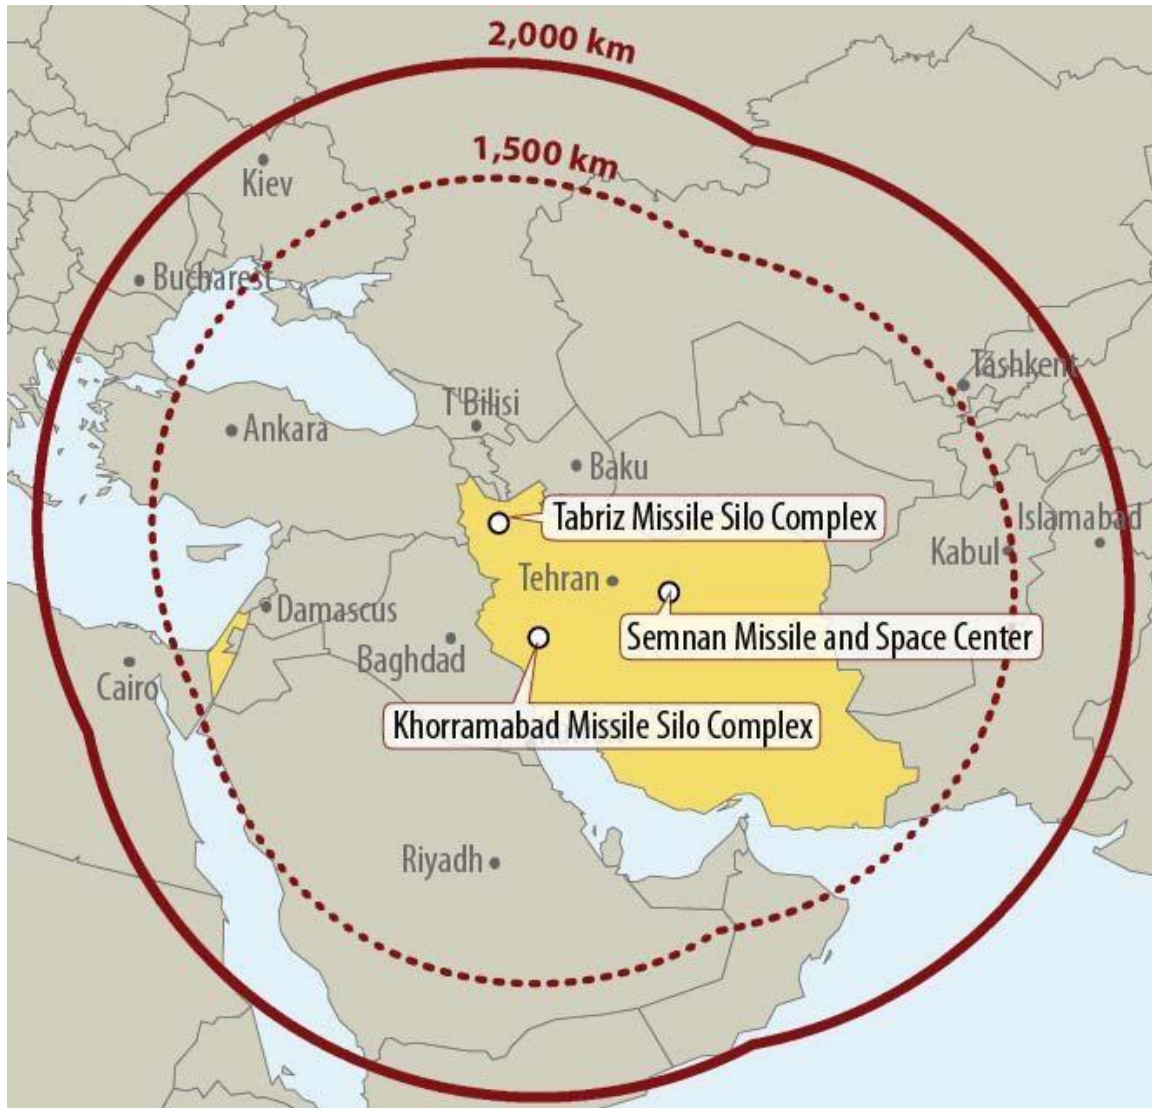 2,000 km
1,500 km
Kiev
Bucharest
Tashkent
T'Bilisi
Ankara
Baku
Tabriz Missile Silo Complex
Islamabad
Kabul
Tehran
Damascus
Semnan Missile and Space Center
Baghdad
Cairo
Khorramabad Missile Silo Complex
Riyadh